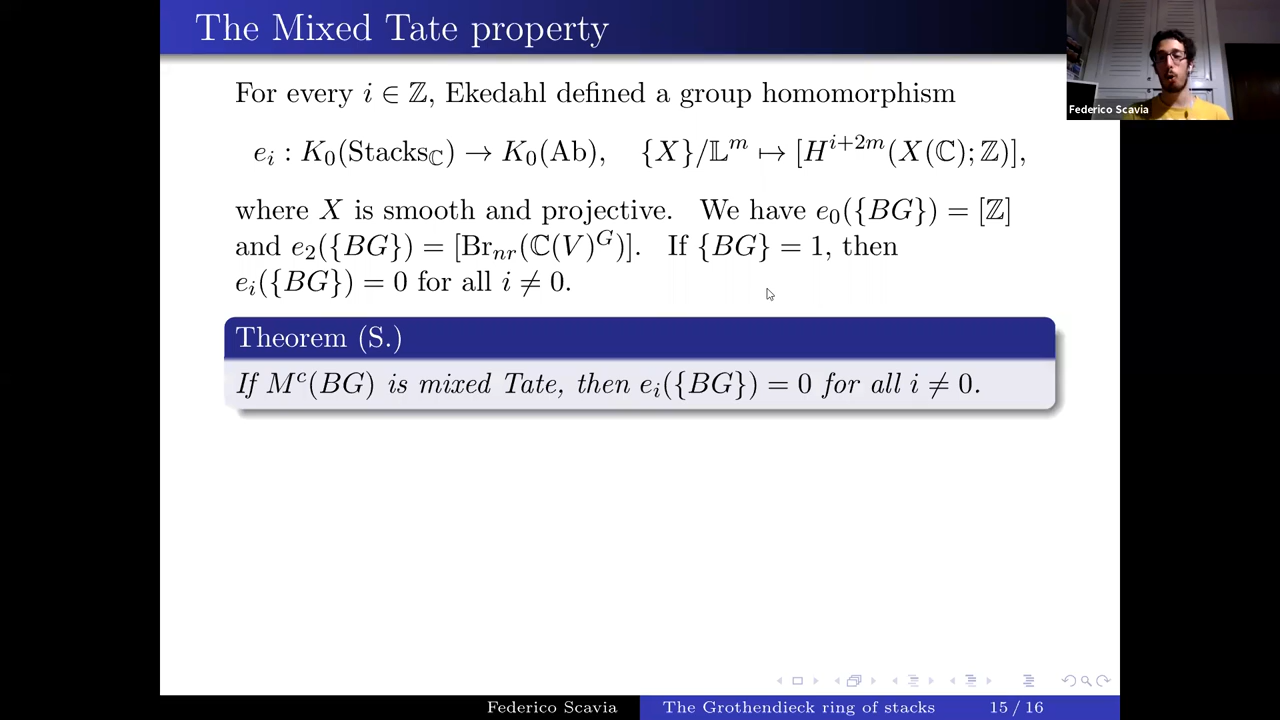 The Mixed Tate property
Federico Scavia
For every i ∈ ℤ, Ekedahl defined a group homomorphism
e_i : K_0(Stacks_ℂ) → K_0(Ab), {X}/𝕃^m ↦ [H^{i+2m}(X(ℂ); ℤ)],
where X is smooth and projective. We have e_0({BG}) = [ℤ]
and e_2({BG}) = [Br_{nr}(ℂ(V)^G)]. If {BG} = 1, then
e_i({BG}) = 0 for all i ≠ 0.
Theorem (S.)
If M^c(BG) is mixed Tate, then e_i({BG}) = 0 for all i ≠ 0.
Federico Scavia The Grothendieck ring of stacks 15 / 16